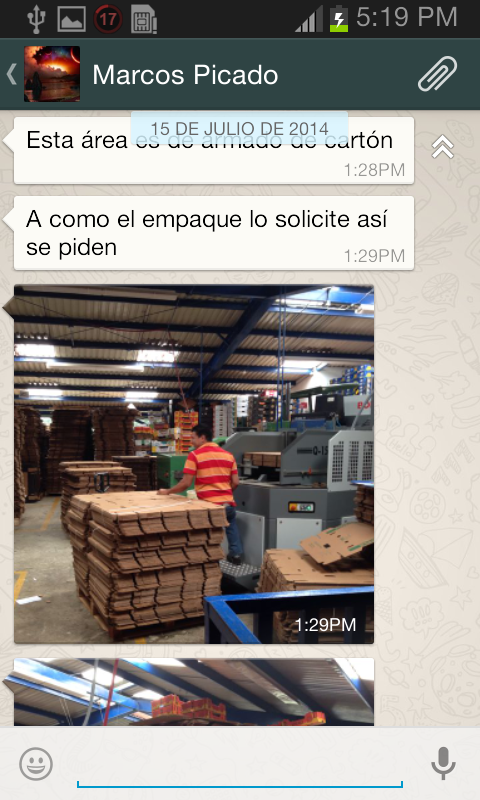 17
5:19 PM
Marcos Picado
15 DE JULIO DE 2014
Esta área es de armado de cartón
1:28PM
A como el empaque lo solicite así
se piden
1:29PM
1:29PM